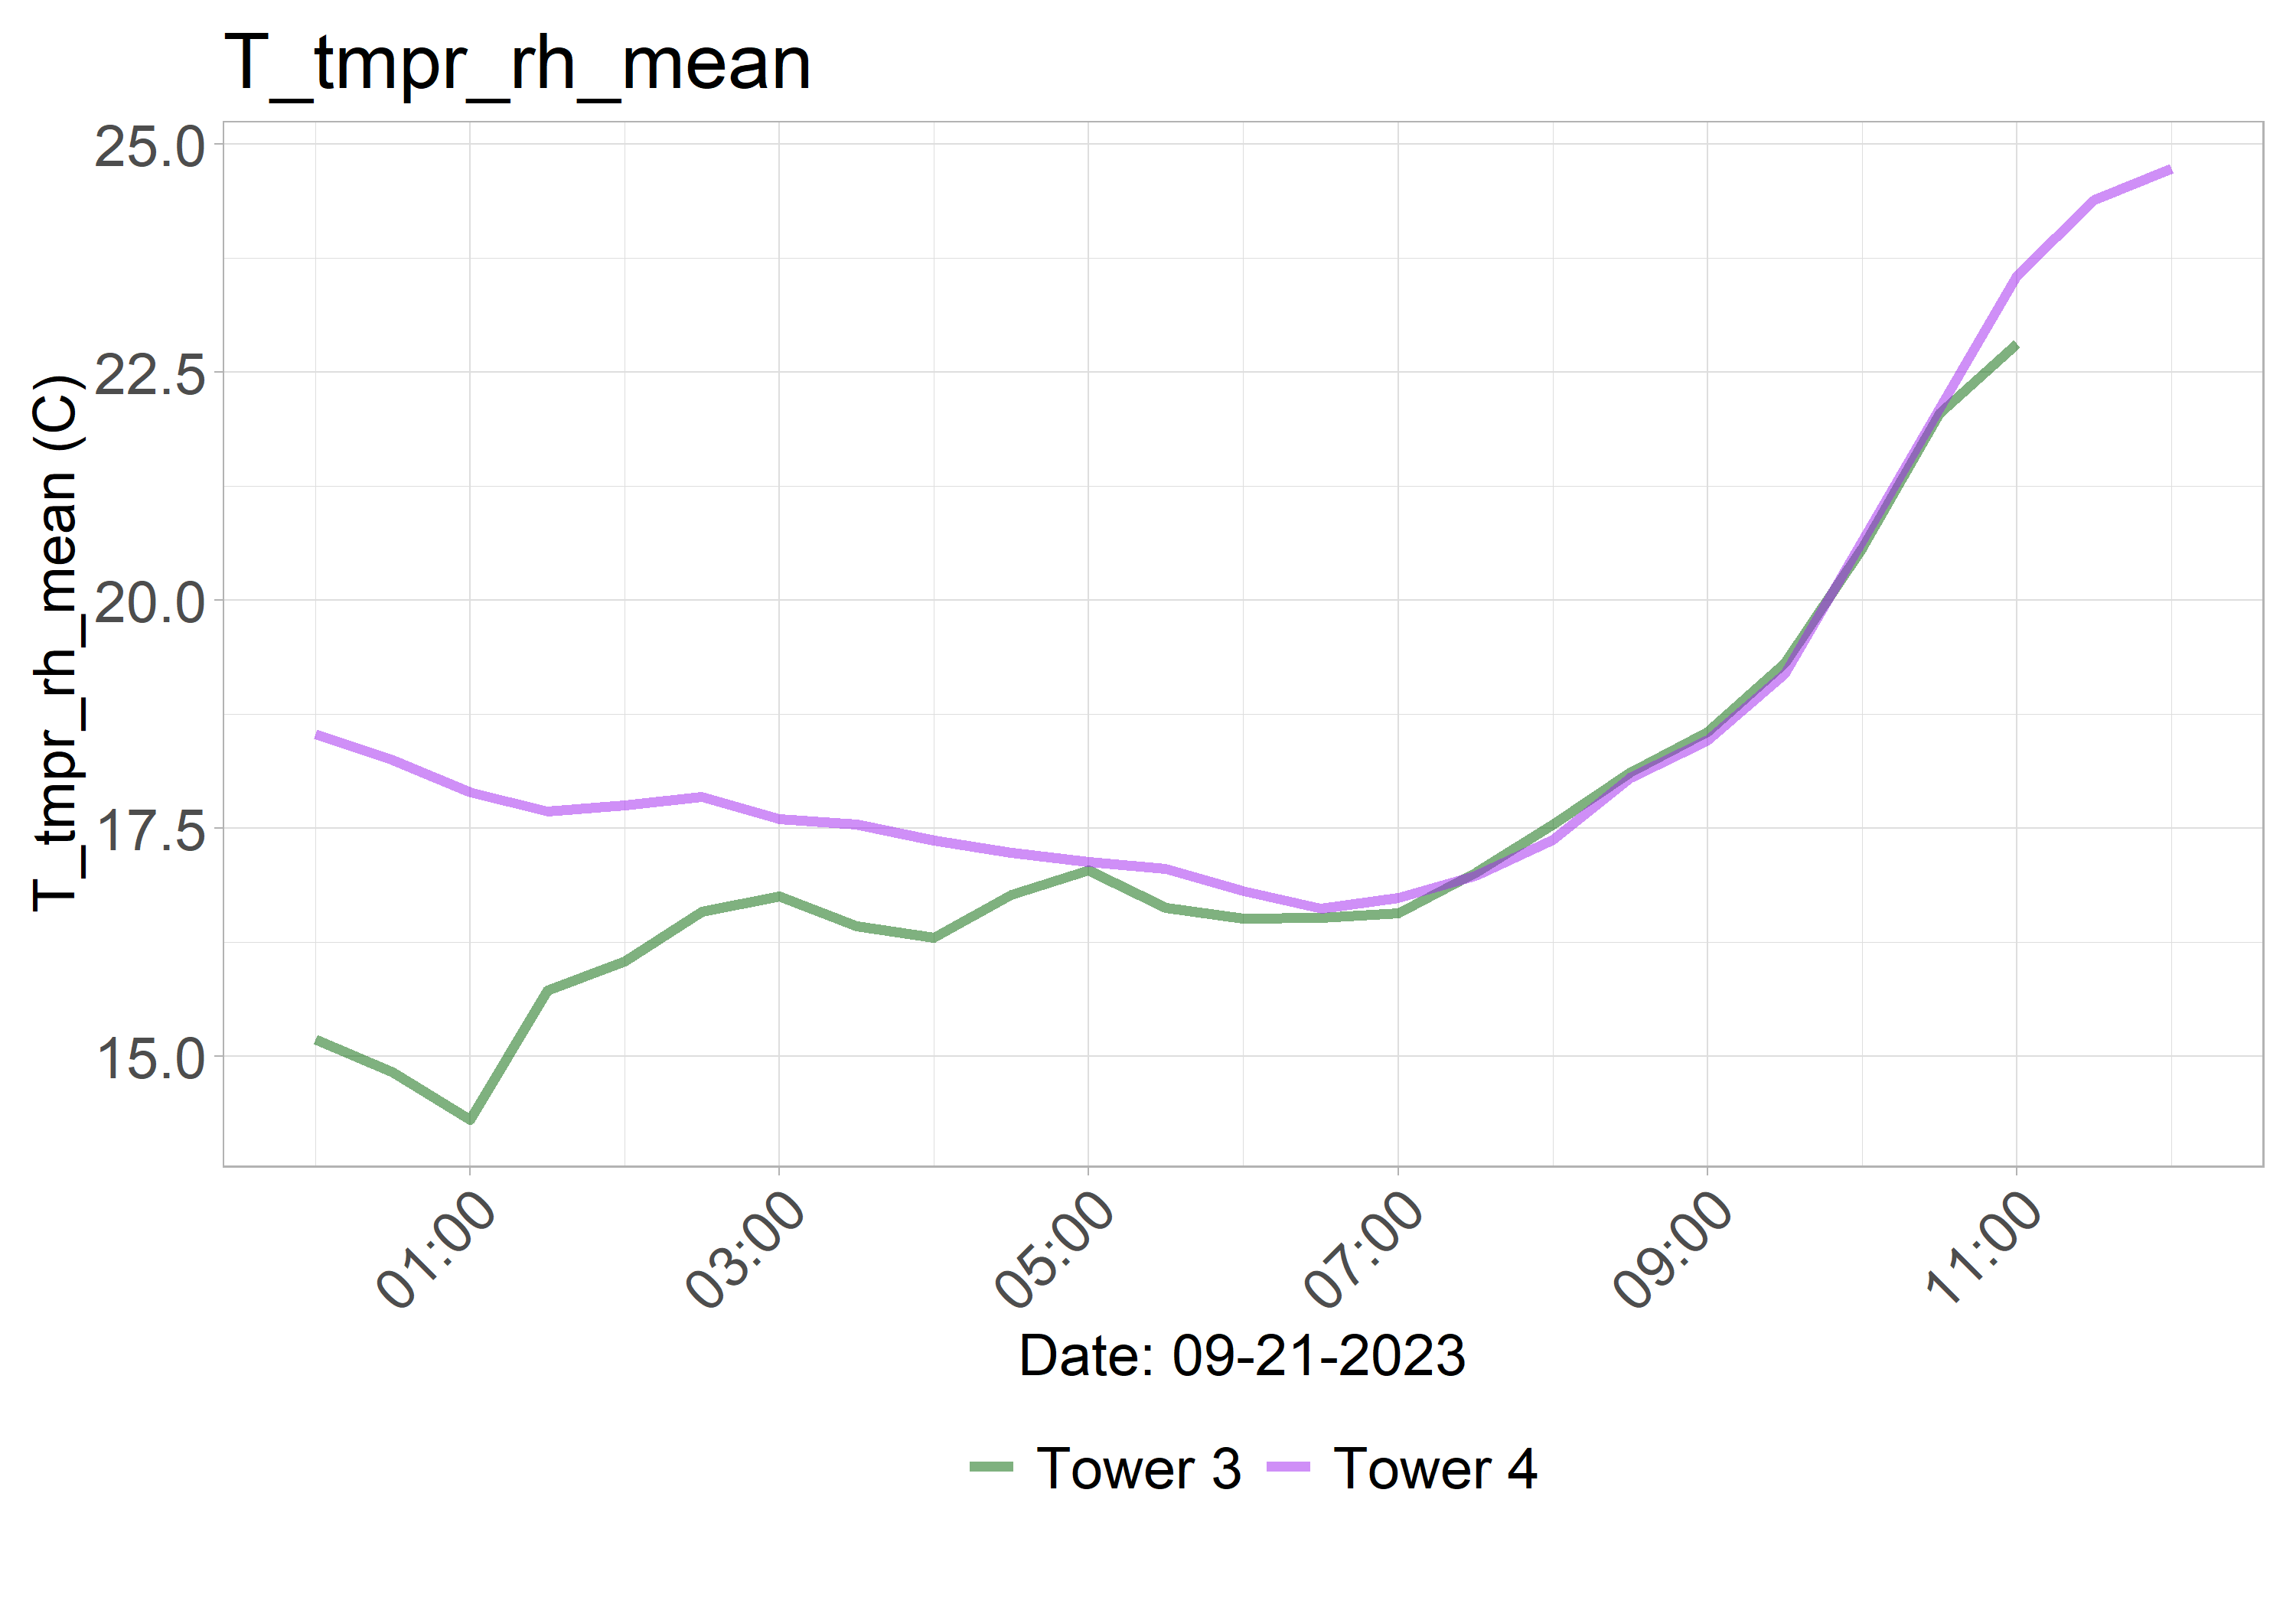 T_tmpr_rh_mean
T_tmpr_rh_mean (C)
25.0
22.5
20.0
17.5
15.0
01:00
03:00
05:00
07:00
09:00
11:00
Date: 09-21-2023
Tower 3
Tower 4